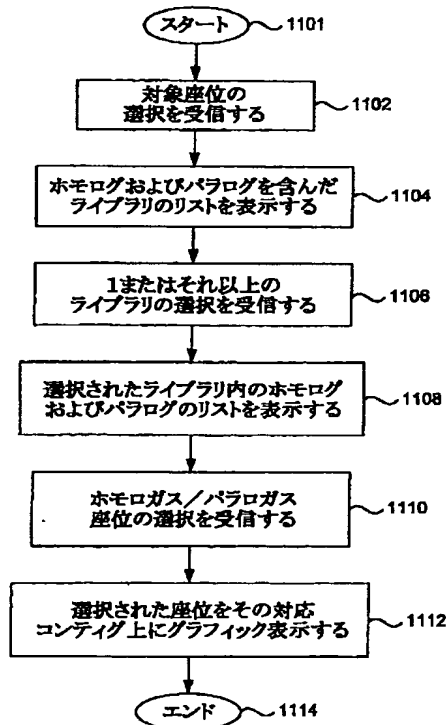 スタート
1101
対象座位の
選択を受信する
1102
ホモログおよびパラログを含んだ
ライブラリのリストを表示する
1104
1またはそれ以上の
ライブラリの選択を受信する
1106
選択されたライブラリ内のホモログ
およびパラログのリストを表示する
1108
ホモロガス／パラロガス
座位の選択を受信する
1110
選択された座位をその対応
コンティグ上にグラフィック表示する
1112
エンド
1114